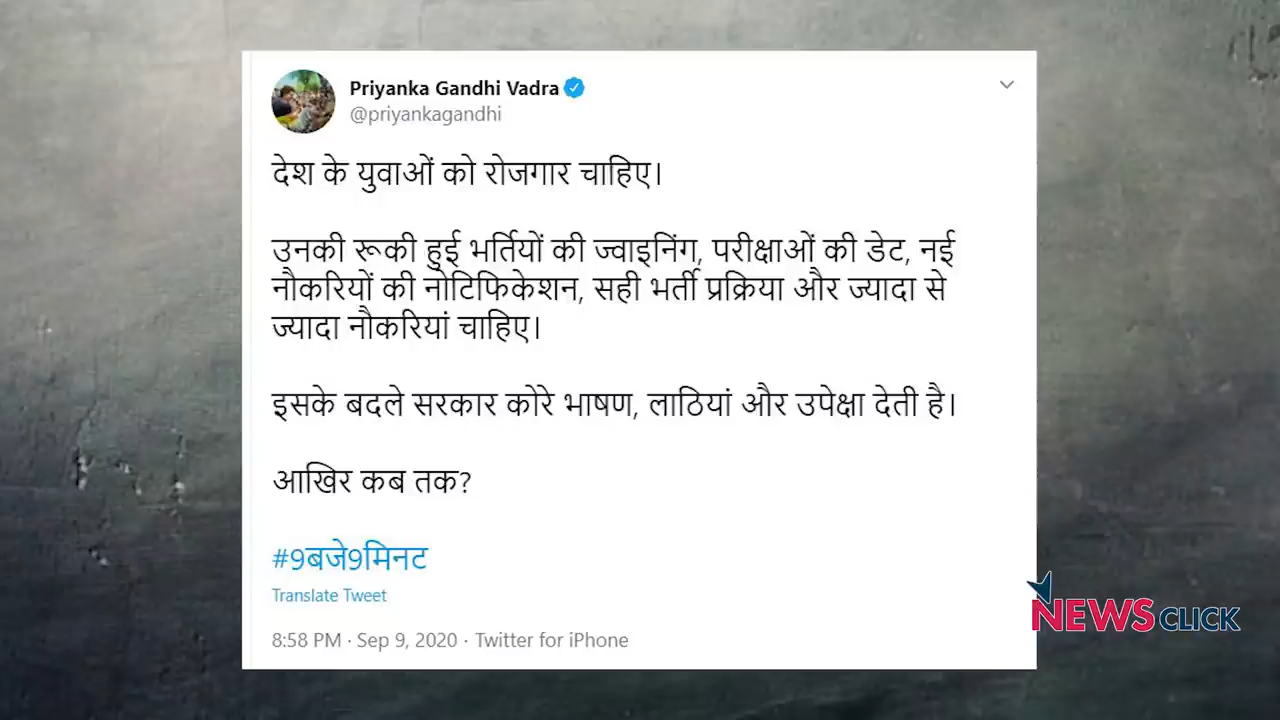 Priyanka Gandhi Vadra
@priyankagandhi
देश के युवाओं को रोजगार चाहिए।
उनकी रूकी हुई भर्तियों की ज्वाइनिंग, परीक्षाओं की डेट, नई
नौकरियों की नोटिफिकेशन, सही भर्ती प्रक्रिया और ज्यादा से
ज्यादा नौकरियां चाहिए।
इसके बदले सरकार कोरे भाषण, लाठियां और उपेक्षा देती है।
आखिर कब तक?
#9बजे9मिनट
Translate Tweet
8:58 PM · Sep 9, 2020 · Twitter for iPhone
NEWSCLICK